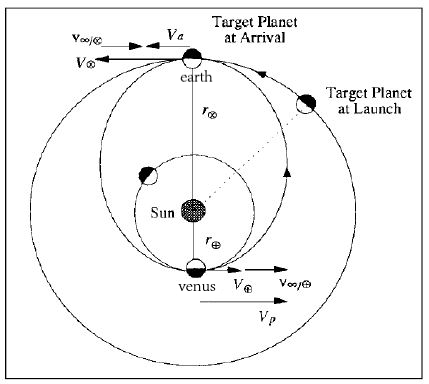 Target Planet
at Arrival
v∞/⊗
Va
V⊗
earth
Target Planet
at Launch
r⊗
Sun
r⊕
venus
V⊕
v∞/⊕
Vp